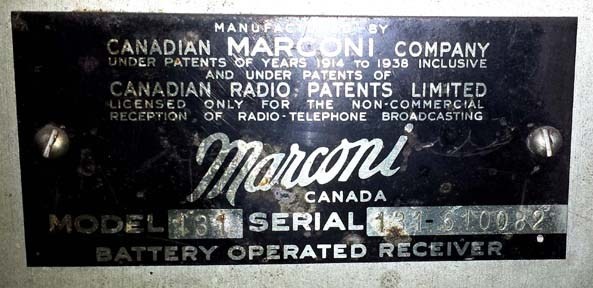 MANUFACTURED BY
CANADIAN MARCONI COMPANY
UNDER PATENTS OF YEARS 1914 TO 1938 INCLUSIVE
AND UNDER PATENTS OF
CANADIAN RADIO PATENTS LIMITED
LICENSED ONLY FOR THE NON-COMMERCIAL
RECEPTION OF RADIO-TELEPHONE BROADCASTING
Marconi
CANADA
MODEL 131 SERIAL 131-610082
BATTERY OPERATED RECEIVER